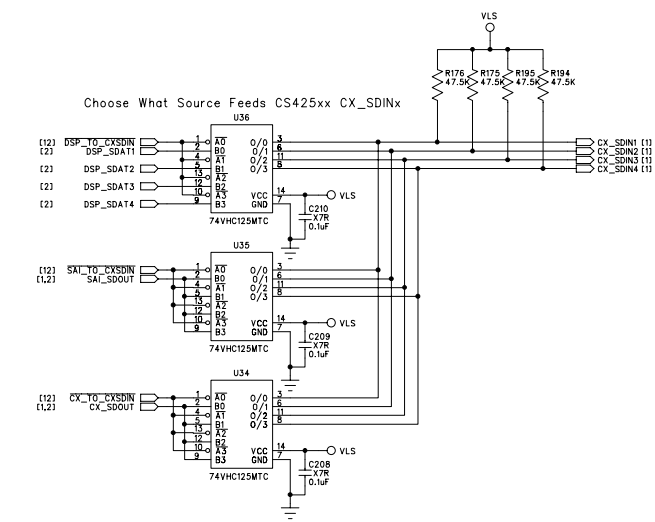 VLS
R176
47.5K
R175
47.5K
R195
47.5K
R194
47.5K
Choose What Source Feeds CS425xx CX_SDINx
U36
[12] DSP_TO_CXSDIN 1 A0 O/0 3 CX_SDIN1 [1]
[2] DSP_SDAT1 2 B0 O/1 6 CX_SDIN2 [1]
4 A1 O/2 11 CX_SDIN3 [1]
[2] DSP_SDAT2 5 B1 O/3 8 CX_SDIN4 [1]
13 A2
[2] DSP_SDAT3 12 B2
10 A3 VCC 14 VLS
[2] DSP_SDAT4 9 B3 GND 7
74VHC125MTC
C210
X7R
0.1uF
U35
[12] SAI_TO_CXSDIN 1 A0 O/0 3
[1,2] SAI_SDOUT 2 B0 O/1 6
4 A1 O/2 11
5 B1 O/3 8
13 A2
12 B2
10 A3 VCC 14 VLS
9 B3 GND 7
74VHC125MTC
C209
X7R
0.1uF
U34
[12] CX_TO_CXSDIN 1 A0 O/0 3
[1,2] CX_SDOUT 2 B0 O/1 6
4 A1 O/2 11
5 B1 O/3 8
13 A2
12 B2
10 A3 VCC 14 VLS
9 B3 GND 7
74VHC125MTC
C208
X7R
0.1uF